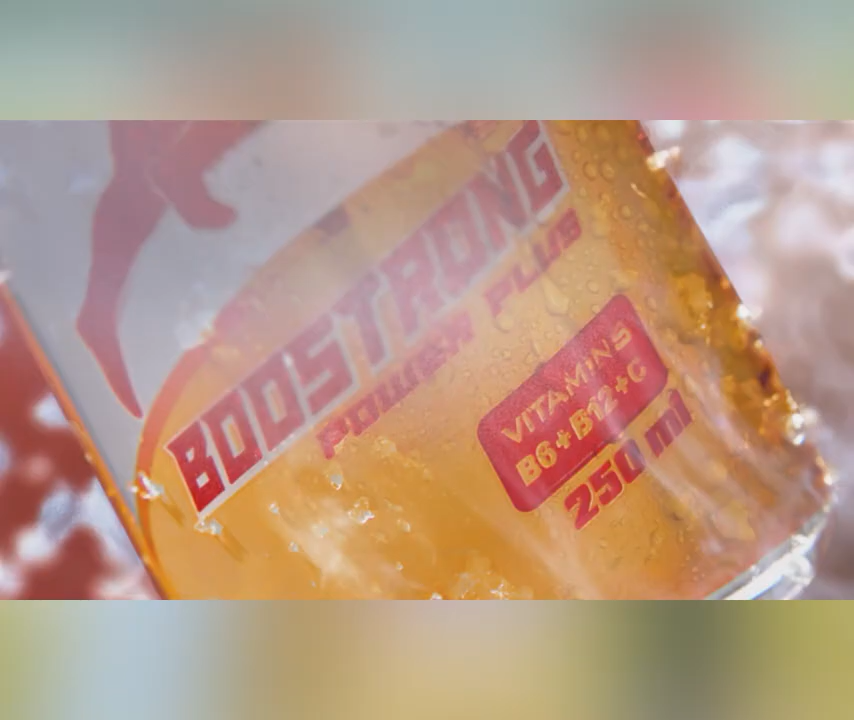 BOOSTRONG
POWER PLUS
VITAMINS
B6+B12+C
250 ml